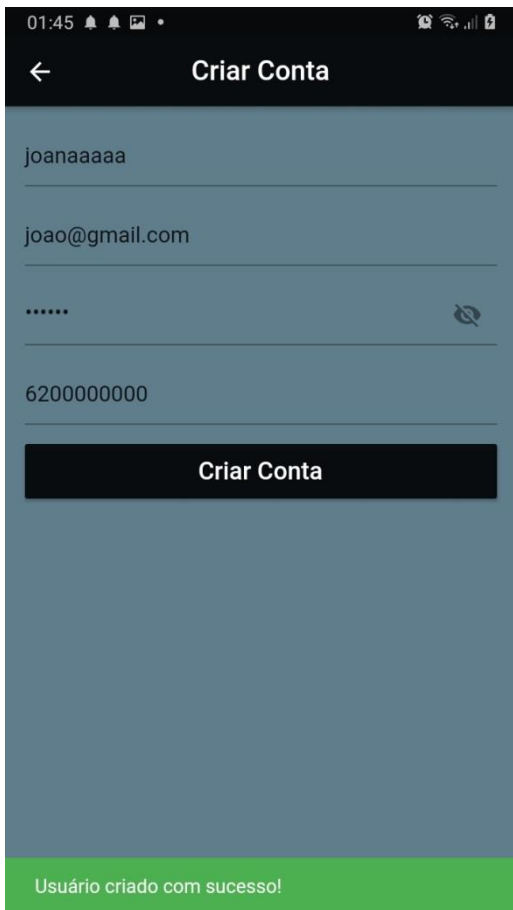 01:45
Criar Conta
joanaaaaa
joao@gmail.com
••••••
6200000000
Criar Conta
Usuário criado com sucesso!